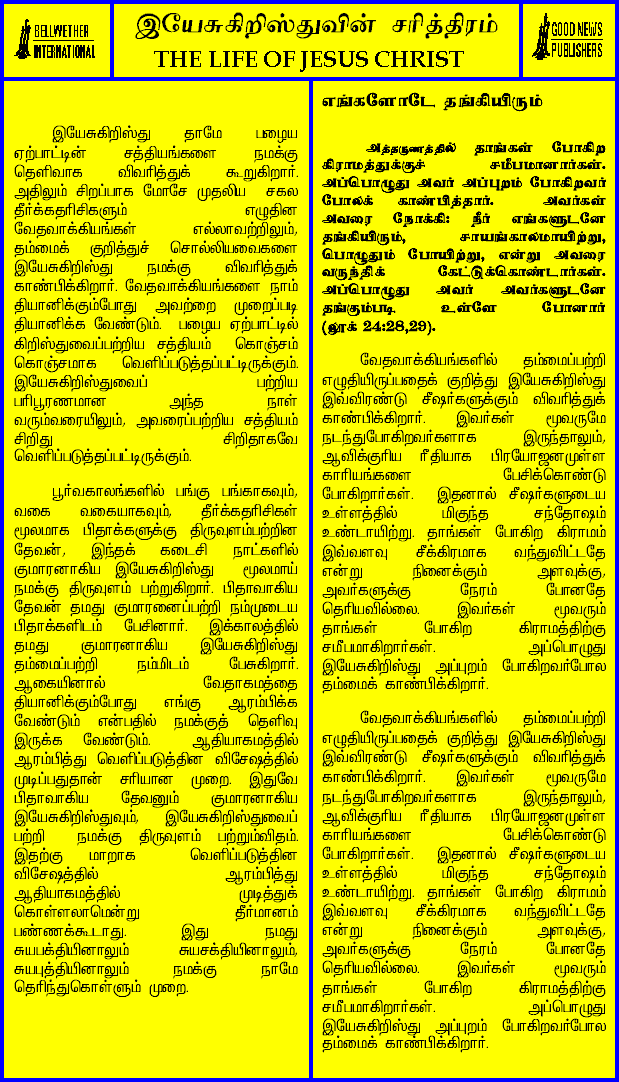 BELLWETHER
INTERNATIONAL
இயேசுகிறிஸ்துவின் சரித்திரம்
THE LIFE OF JESUS CHRIST
GOOD NEWS
PUBLISHERS
இயேசுகிறிஸ்து தாமே பழைய
ஏற்பாட்டின் சத்தியங்களை நமக்கு
தெளிவாக விவரித்துக் கூறுகிறார்.
அதிலும் சிறப்பாக மோசே முதலிய சகல
தீர்க்கதரிசிகளும் எழுதின
வேதவாக்கியங்கள் எல்லாவற்றிலும்,
தம்மைக் குறித்துச் சொல்லியவைகளை
இயேசுகிறிஸ்து நமக்கு விவரித்துக்
காண்பிக்கிறார். வேதவாக்கியங்களை நாம்
தியானிக்கும்போது அவற்றை முறைப்படி
தியானிக்க வேண்டும். பழைய ஏற்பாட்டில்
கிறிஸ்துவைப்பற்றிய சத்தியம் கொஞ்சம்
கொஞ்சமாக வெளிப்படுத்தப்பட்டிருக்கும்.
இயேசுகிறிஸ்துவைப் பற்றிய
பரிபூரணமான அந்த நாள்
வரும்வரையிலும், அவரைப்பற்றிய சத்தியம்
சிறிது சிறிதாகவே
வெளிப்படுத்தப்பட்டிருக்கும்.
பூர்வகாலங்களில் பங்கு பங்காகவும்,
வகை வகையாகவும், தீர்க்கதரிசிகள்
மூலமாக பிதாக்களுக்கு திருவுளம்பற்றின
தேவன், இந்தக் கடைசி நாட்களில்
குமாரனாகிய இயேசுகிறிஸ்து மூலமாய்
நமக்கு திருவுளம் பற்றுகிறார். பிதாவாகிய
தேவன் தமது குமாரனைப்பற்றி நம்முடைய
பிதாக்களிடம் பேசினார். இக்காலத்தில்
தமது குமாரனாகிய இயேசுகிறிஸ்து
தம்மைப்பற்றி நம்மிடம் பேசுகிறார்.
ஆகையினால் வேதாகமத்தை
தியானிக்கும்போது எங்கு ஆரம்பிக்க
வேண்டும் என்பதில் நமக்குத் தெளிவு
இருக்க வேண்டும். ஆதியாகமத்தில்
ஆரம்பித்து வெளிப்படுத்தின விசேஷத்தில்
முடிப்பதுதான் சரியான முறை. இதுவே
பிதாவாகிய தேவனும் குமாரனாகிய
இயேசுகிறிஸ்துவும், இயேசுகிறிஸ்துவைப்
பற்றி நமக்கு திருவுளம் பற்றும்விதம்.
இதற்கு மாறாக வெளிப்படுத்தின
விசேஷத்தில் ஆரம்பித்து
ஆதியாகமத்தில் முடித்துக்
கொள்ளலாமென்று தீர்மானம்
பண்ணக்கூடாது. இது நமது
சுயபக்தியினாலும் சுயசக்தியினாலும்,
சுயபுத்தியினாலும் நமக்கு நாமே
தெரிந்துகொள்ளும் முறை.
எங்களோடே தங்கியிரும்
அத்தருணத்தில் தாங்கள் போகிற
கிராமத்துக்குச் சமீபமானார்கள்.
அப்பொழுது அவர் அப்புறம் போகிறவர்
போலக் காண்பித்தார். அவர்கள்
அவரை நோக்கி: நீர் எங்களுடனே
தங்கியிரும், சாயங்காலமாயிற்று,
பொழுதும் போயிற்று, என்று அவரை
வருந்திக் கேட்டுக்கொண்டார்கள்.
அப்பொழுது அவர் அவர்களுடனே
தங்கும்படி உள்ளே போனார்
(லூக் 24:28,29).
வேதவாக்கியங்களில் தம்மைப்பற்றி
எழுதியிருப்பதைக் குறித்து இயேசுகிறிஸ்து
இவ்விரண்டு சீஷர்களுக்கும் விவரித்துக்
காண்பிக்கிறார். இவர்கள் மூவருமே
நடந்துபோகிறவர்களாக இருந்தாலும்,
ஆவிக்குரிய ரீதியாக பிரயோஜனமுள்ள
காரியங்களை பேசிக்கொண்டு
போகிறார்கள். இதனால் சீஷர்களுடைய
உள்ளத்தில் மிகுந்த சந்தோஷம்
உண்டாயிற்று. தாங்கள் போகிற கிராமம்
இவ்வளவு சீக்கிரமாக வந்துவிட்டதே
என்று நினைக்கும் அளவுக்கு,
அவர்களுக்கு நேரம் போனதே
தெரியவில்லை. இவர்கள் மூவரும்
தாங்கள் போகிற கிராமத்திற்கு
சமீபமாகிறார்கள். அப்பொழுது
இயேசுகிறிஸ்து அப்புறம் போகிறவர்போல
தம்மைக் காண்பிக்கிறார்.
வேதவாக்கியங்களில் தம்மைப்பற்றி
எழுதியிருப்பதைக் குறித்து இயேசுகிறிஸ்து
இவ்விரண்டு சீஷர்களுக்கும் விவரித்துக்
காண்பிக்கிறார். இவர்கள் மூவருமே
நடந்துபோகிறவர்களாக இருந்தாலும்,
ஆவிக்குரிய ரீதியாக பிரயோஜனமுள்ள
காரியங்களை பேசிக்கொண்டு
போகிறார்கள். இதனால் சீஷர்களுடைய
உள்ளத்தில் மிகுந்த சந்தோஷம்
உண்டாயிற்று. தாங்கள் போகிற கிராமம்
இவ்வளவு சீக்கிரமாக வந்துவிட்டதே
என்று நினைக்கும் அளவுக்கு,
அவர்களுக்கு நேரம் போனதே
தெரியவில்லை. இவர்கள் மூவரும்
தாங்கள் போகிற கிராமத்திற்கு
சமீபமாகிறார்கள். அப்பொழுது
இயேசுகிறிஸ்து அப்புறம் போகிறவர்போல
தம்மைக் காண்பிக்கிறார்.